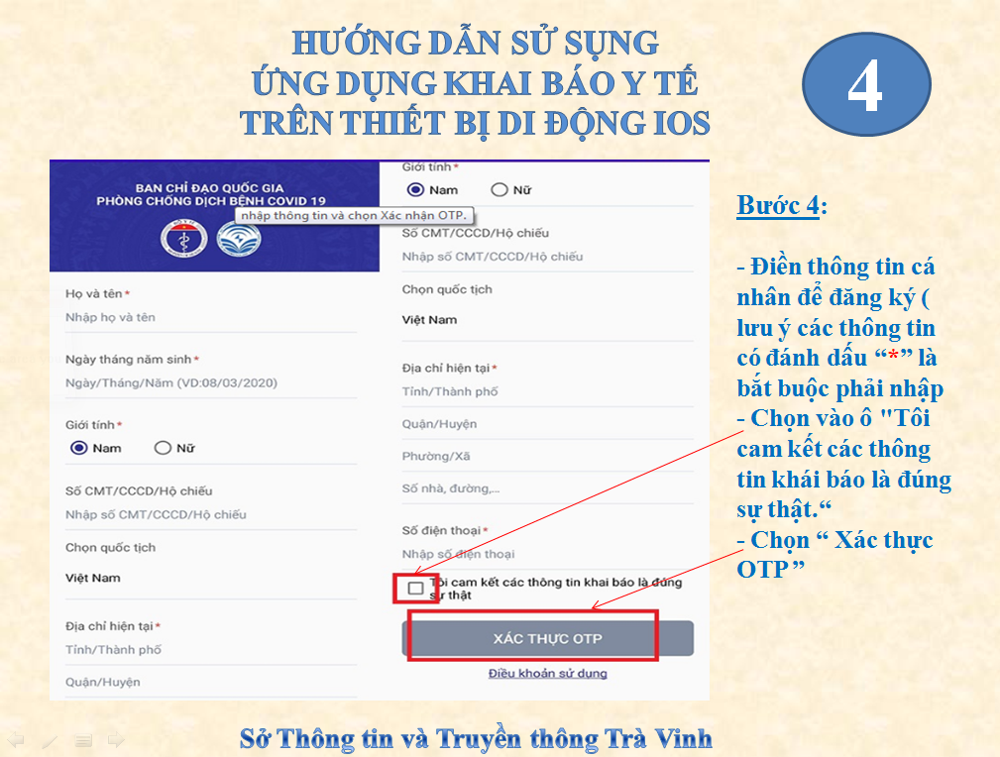 HƯỚNG DẪN SỬ SỤNG
ỨNG DỤNG KHAI BÁO Y TẾ
TRÊN THIẾT BỊ DI ĐỘNG IOS
4
BAN CHỈ ĐẠO QUỐC GIA
PHÒNG CHỐNG DỊCH BỆNH COVID 19
nhập thông tin và chọn Xác nhận OTP.
Họ và tên*
Nhập họ và tên
Ngày tháng năm sinh*
Ngày/Tháng/Năm (VD:08/03/2020)
Giới tính*
Nam Nữ
Số CMT/CCCD/Hộ chiếu
Nhập số CMT/CCCD/Hộ chiếu
Chọn quốc tịch
Việt Nam
Địa chỉ hiện tại*
Tỉnh/Thành phố
Quận/Huyện
Giới tính*
Nam Nữ
Số CMT/CCCD/Hộ chiếu
Nhập số CMT/CCCD/Hộ chiếu
Chọn quốc tịch
Việt Nam
Địa chỉ hiện tại*
Tỉnh/Thành phố
Quận/Huyện
Phường/Xã
Số nhà, đường,...
Số điện thoại*
Nhập số điện thoại
Tôi cam kết các thông tin khai báo là đúng
sự thật
XÁC THỰC OTP
Điều khoản sử dụng
Bước 4:
- Điền thông tin cá
nhân để đăng ký (
lưu ý các thông tin
có đánh dấu “*” là
bắt buộc phải nhập
- Chọn vào ô "Tôi
cam kết các thông
tin khái báo là đúng
sự thật.“
- Chọn “ Xác thực
OTP ”
Sở Thông tin và Truyền thông Trà Vinh